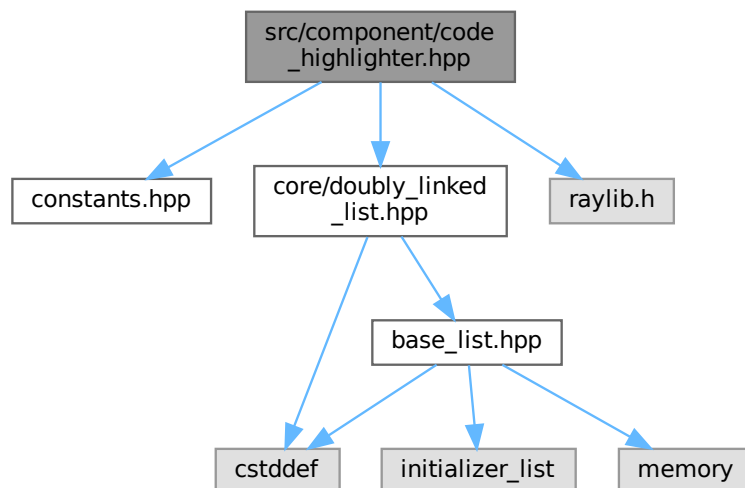 src/component/code
_highlighter.hpp
constants.hpp
core/doubly_linked
_list.hpp
raylib.h
base_list.hpp
cstddef
initializer_list
memory